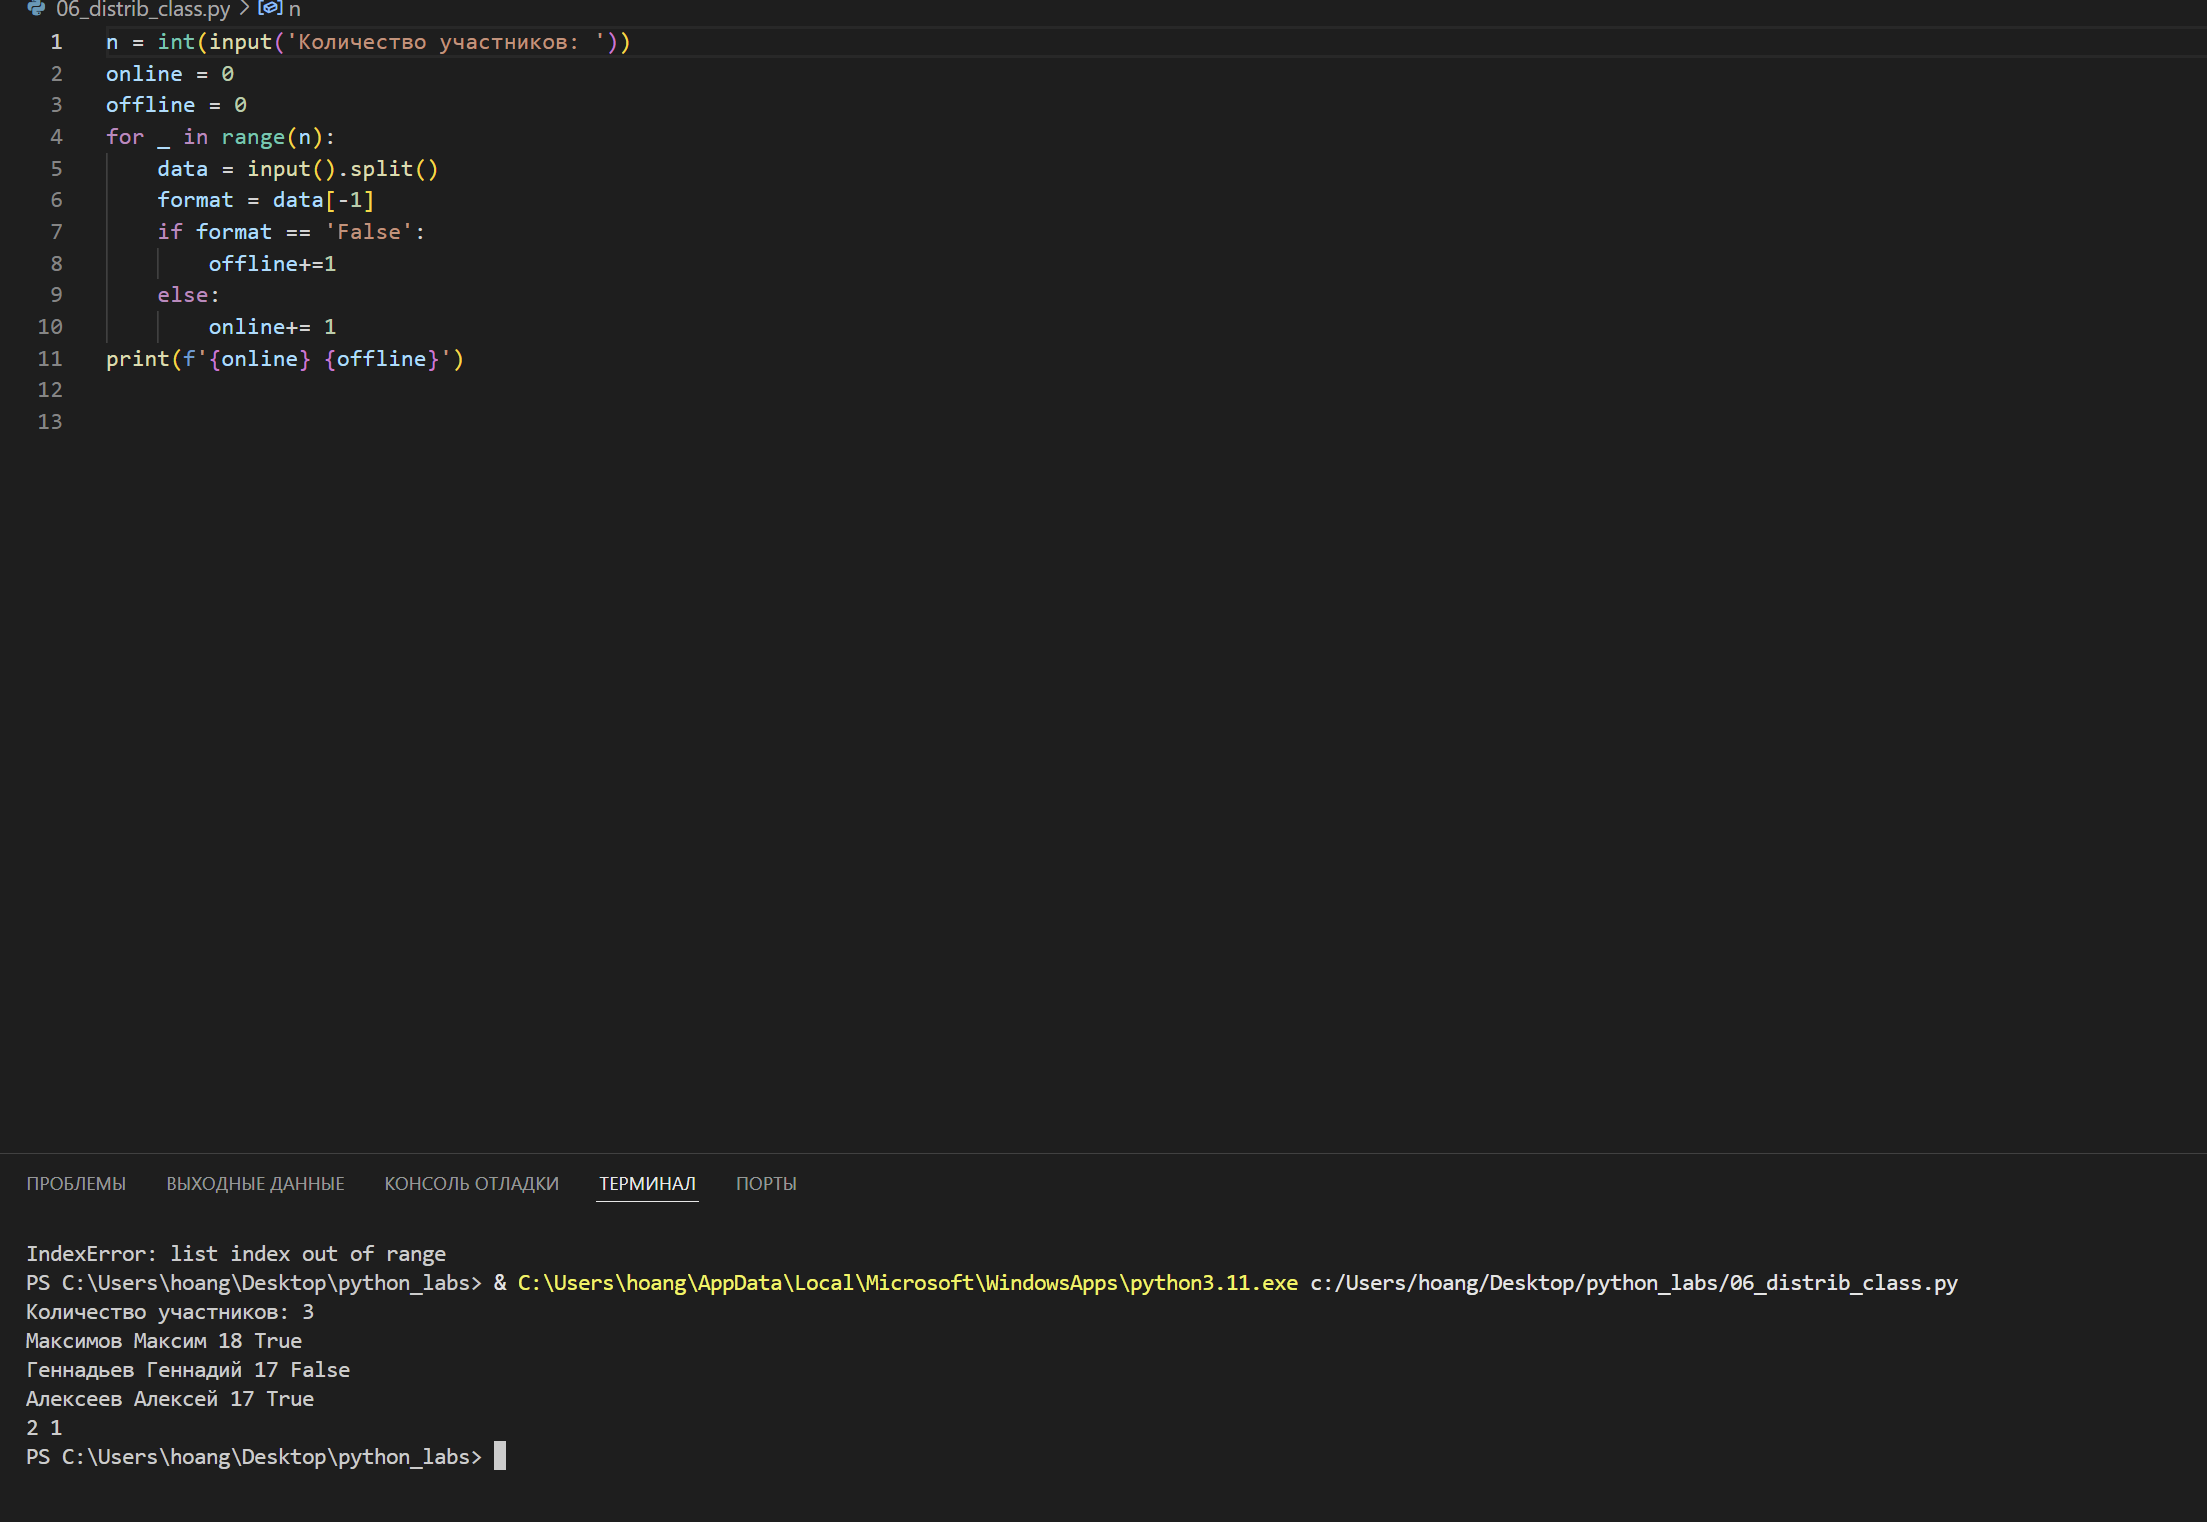 06_distrib_class.py > n
1 n = int(input('Количество участников: '))
2 online = 0
3 offline = 0
4 for _ in range(n):
5     data = input().split()
6     format = data[-1]
7     if format == 'False':
8         offline+=1
9     else:
10         online+= 1
11 print(f'{online} {offline}')
12
13
ПРОБЛЕМЫ ВЫХОДНЫЕ ДАННЫЕ КОНСОЛЬ ОТЛАДКИ ТЕРМИНАЛ ПОРТЫ
IndexError: list index out of range
PS C:\Users\hoang\Desktop\python_labs> & C:\Users\hoang\AppData\Local\Microsoft\WindowsApps\python3.11.exe c:/Users/hoang/Desktop/python_labs/06_distrib_class.py
Количество участников: 3
Максимов Максим 18 True
Геннадьев Геннадий 17 False
Алексеев Алексей 17 True
2 1
PS C:\Users\hoang\Desktop\python_labs>